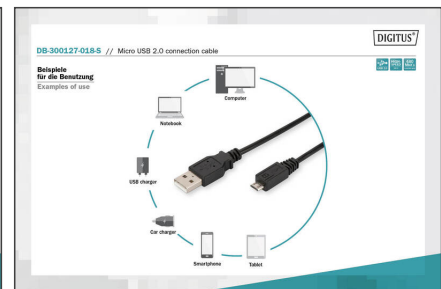 DIGITUS®
DB-300127-018-S // Micro USB 2.0 connection cable
Beispiele
für die Benutzung
Examples of use
Computer
Notebook
USB charger
Car charger
Smartphone
Tablet